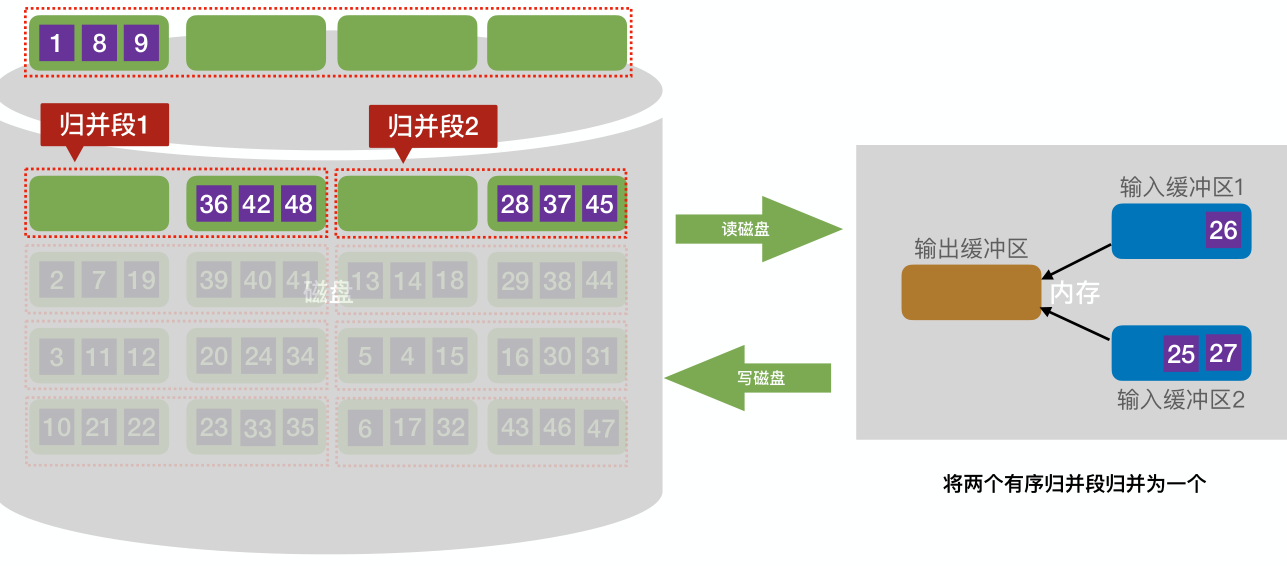 1 8 9
归并段1 归并段2
36 42 48 28 37 45
2 7 19 39 40 41 13 14 18 29 38 44
磁盘
3 11 12 20 24 34 5 4 15 16 30 31
10 21 22 23 33 35 6 17 32 43 46 47
读磁盘
写磁盘
输入缓冲区1
26
输出缓冲区
内存
25 27
输入缓冲区2
将两个有序归并段归并为一个